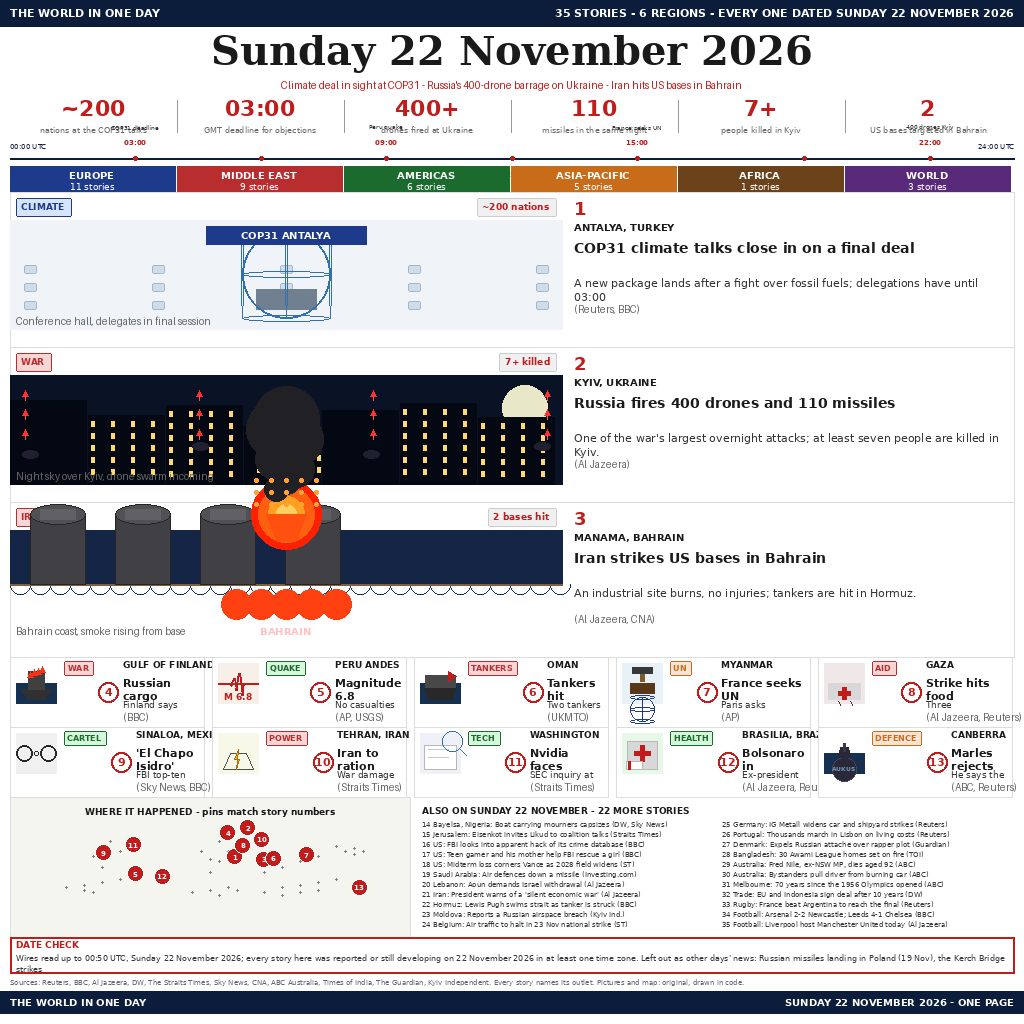 THE WORLD IN ONE DAY
35 STORIES - 6 REGIONS - EVERY ONE DATED SUNDAY 22 NOVEMBER 2026
Sunday 22 November 2026
Climate deal in sight at COP31 - Russia's 400-drone barrage on Ukraine - Iran hits US bases in Bahrain
~200
03:00
400+
110
7+
2
nations at the COP31 talks
GMT deadline for objections
drones fired at Ukraine
missiles in the same night
people killed in Kyiv
US bases targeted in Bahrain
COP31 deadline
Peru quake
France seeks UN
400 drones Kyiv
00:00 UTC
03:00
09:00
15:00
22:00
24:00 UTC
EUROPE
11 stories
MIDDLE EAST
9 stories
AMERICAS
6 stories
ASIA-PACIFIC
5 stories
AFRICA
1 stories
WORLD
3 stories
CLIMATE
~200 nations
COP31 ANTALYA
Conference hall, delegates in final session
1
ANTALYA, TURKEY
COP31 climate talks close in on a final deal
A new package lands after a fight over fossil fuels; delegations have until
03:00
(Reuters, BBC)
WAR
7+ killed
Night sky over Kyiv, drone swarm incoming
2
KYIV, UKRAINE
Russia fires 400 drones and 110 missiles
One of the war's largest overnight attacks; at least seven people are killed in
Kyiv.
(Al Jazeera)
2 bases hit
Bahrain coast, smoke rising from base
BAHRAIN
3
MANAMA, BAHRAIN
Iran strikes US bases in Bahrain
An industrial site burns, no injuries; tankers are hit in Hormuz.
(Al Jazeera, CNA)
WAR
GULF OF FINLAND
4
Russian
cargo
Finland says
(BBC)
M 6.8
QUAKE
PERU ANDES
5
Magnitude
6.8
No casualties
(AP, USGS)
TANKERS
OMAN
6
Tankers
hit
Two tankers
(UKMTO)
UN
MYANMAR
7
France seeks
UN
Paris asks
(AP)
AID
GAZA
8
Strike hits
food
Three
(Al Jazeera, Reuters)
CARTEL
SINALOA, MEXI
9
'El Chapo
Isidro'
FBI top-ten
(Sky News, BBC)
POWER
TEHRAN, IRAN
10
Iran to
ration
War damage
(Straits Times)
TECH
WASHINGTON
11
Nvidia
faces
SEC inquiry at
(Straits Times)
HEALTH
BRASILIA, BRAZ
12
Bolsonaro
in
Ex-president
(Al Jazeera, Reu
AUKUS
DEFENCE
CANBERRA
13
Marles
rejects
He says the
(ABC, Reuters)
WHERE IT HAPPENED - pins match story numbers
4
2
10
11
8
9
1
3
6
7
5
12
13
ALSO ON SUNDAY 22 NOVEMBER - 22 MORE STORIES
14 Bayelsa, Nigeria: Boat carrying mourners capsizes (DW, Sky News)
15 Jerusalem: Eisenkot invites Likud to coalition talks (Straits Times)
16 US: FBI looks into apparent hack of its crime database (BBC)
17 US: Teen gamer and his mother help FBI rescue a girl (BBC)
18 US: Midterm loss corners Vance as 2028 field widens (ST)
19 Saudi Arabia: Air defences down a missile (Investing.com)
20 Lebanon: Aoun demands Israel withdrawal (Al Jazeera)
21 Iran: President warns of a 'silent economic war' (Al Jazeera)
22 Hormuz: Lewis Pugh swims strait as tanker is struck (BBC)
23 Moldova: Reports a Russian airspace breach (Kyiv Ind.)
24 Belgium: Air traffic to halt in 23 Nov national strike (ST)
25 Germany: IG Metall widens car and shipyard strikes (Reuters)
26 Portugal: Thousands march in Lisbon on living costs (Reuters)
27 Denmark: Expels Russian attache over rapper plot (Guardian)
28 Bangladesh: 30 Awami League homes set on fire (TOI)
29 Australia: Fred Nile, ex-NSW MP, dies aged 92 (ABC)
30 Australia: Bystanders pull driver from burning car (ABC)
31 Melbourne: 70 years since the 1956 Olympics opened (ABC)
32 Trade: EU and Indonesia sign deal after 10 years (DW)
33 Rugby: France beat Argentina to reach the final (Reuters)
34 Football: Arsenal 2-2 Newcastle; Leeds 4-1 Chelsea (BBC)
35 Football: Liverpool host Manchester United today (Al Jazeera)
DATE CHECK
Wires read up to 00:50 UTC, Sunday 22 November 2026; every story here was reported or still developing on 22 November 2026 in at least one time zone. Left out as other days' news: Russian missiles landing in Poland (19 Nov), the Kerch Bridge
strikes
Sources: Reuters, BBC, Al Jazeera, DW, The Straits Times, Sky News, CNA, ABC Australia, Times of India, The Guardian, Kyiv Independent. Every story names its outlet. Pictures and map: original, drawn in code.
THE WORLD IN ONE DAY
SUNDAY 22 NOVEMBER 2026 - ONE PAGE